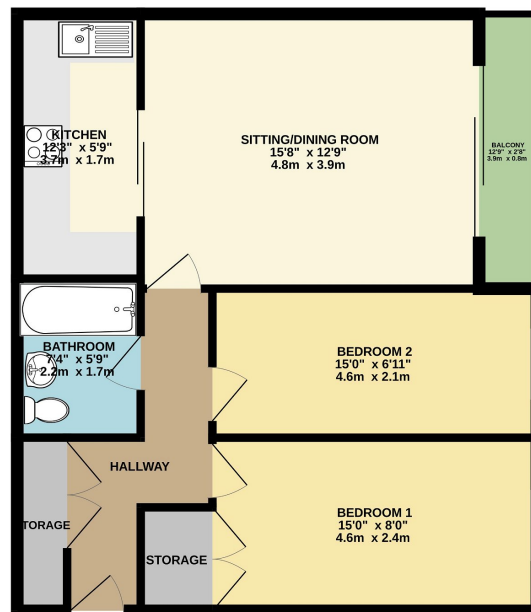 KITCHEN
12'3" x 5'9"
3.7m x 1.7m
SITTING/DINING ROOM
15'8" x 12'9"
4.8m x 3.9m
BALCONY
12'9" x 2'8"
3.9m x 0.8m
BATHROOM
7'4" x 5'9"
2.2m x 1.7m
BEDROOM 2
15'0" x 6'11"
4.6m x 2.1m
HALLWAY
TORAGE
STORAGE
BEDROOM 1
15'0" x 8'0"
4.6m x 2.4m